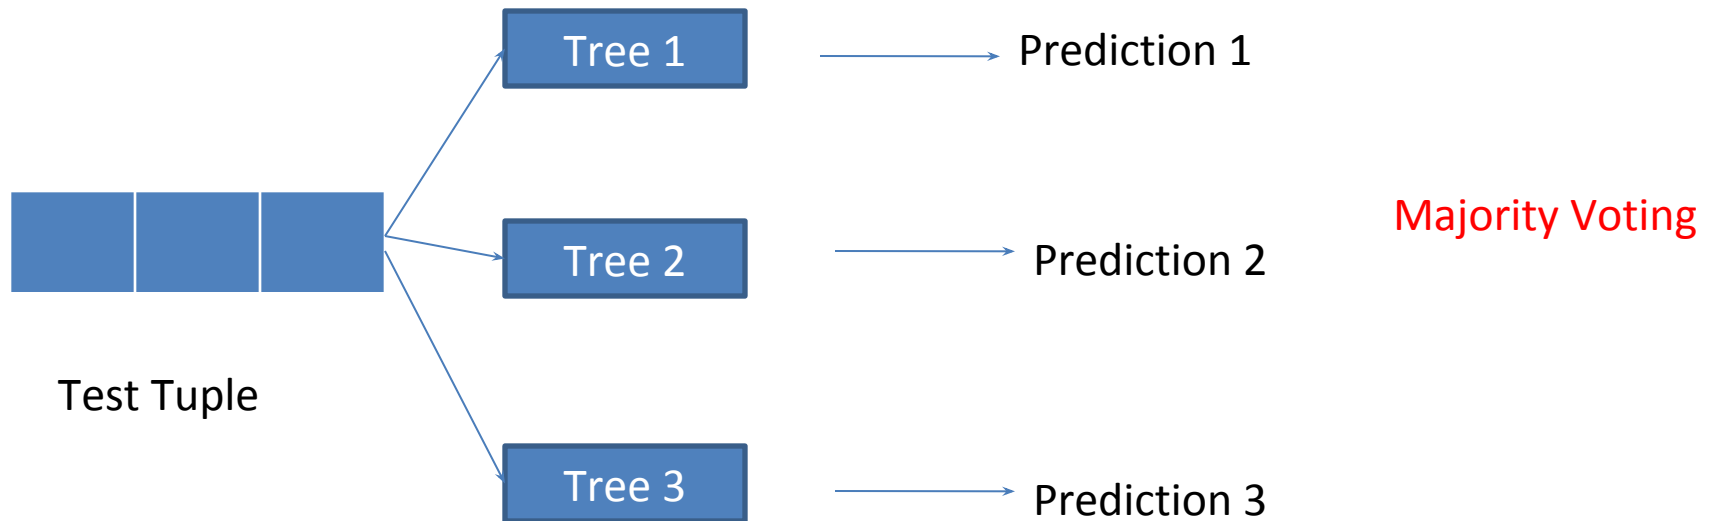 Tree 1
Prediction 1
Majority Voting
Tree 2
Prediction 2
Test Tuple
Tree 3
Prediction 3